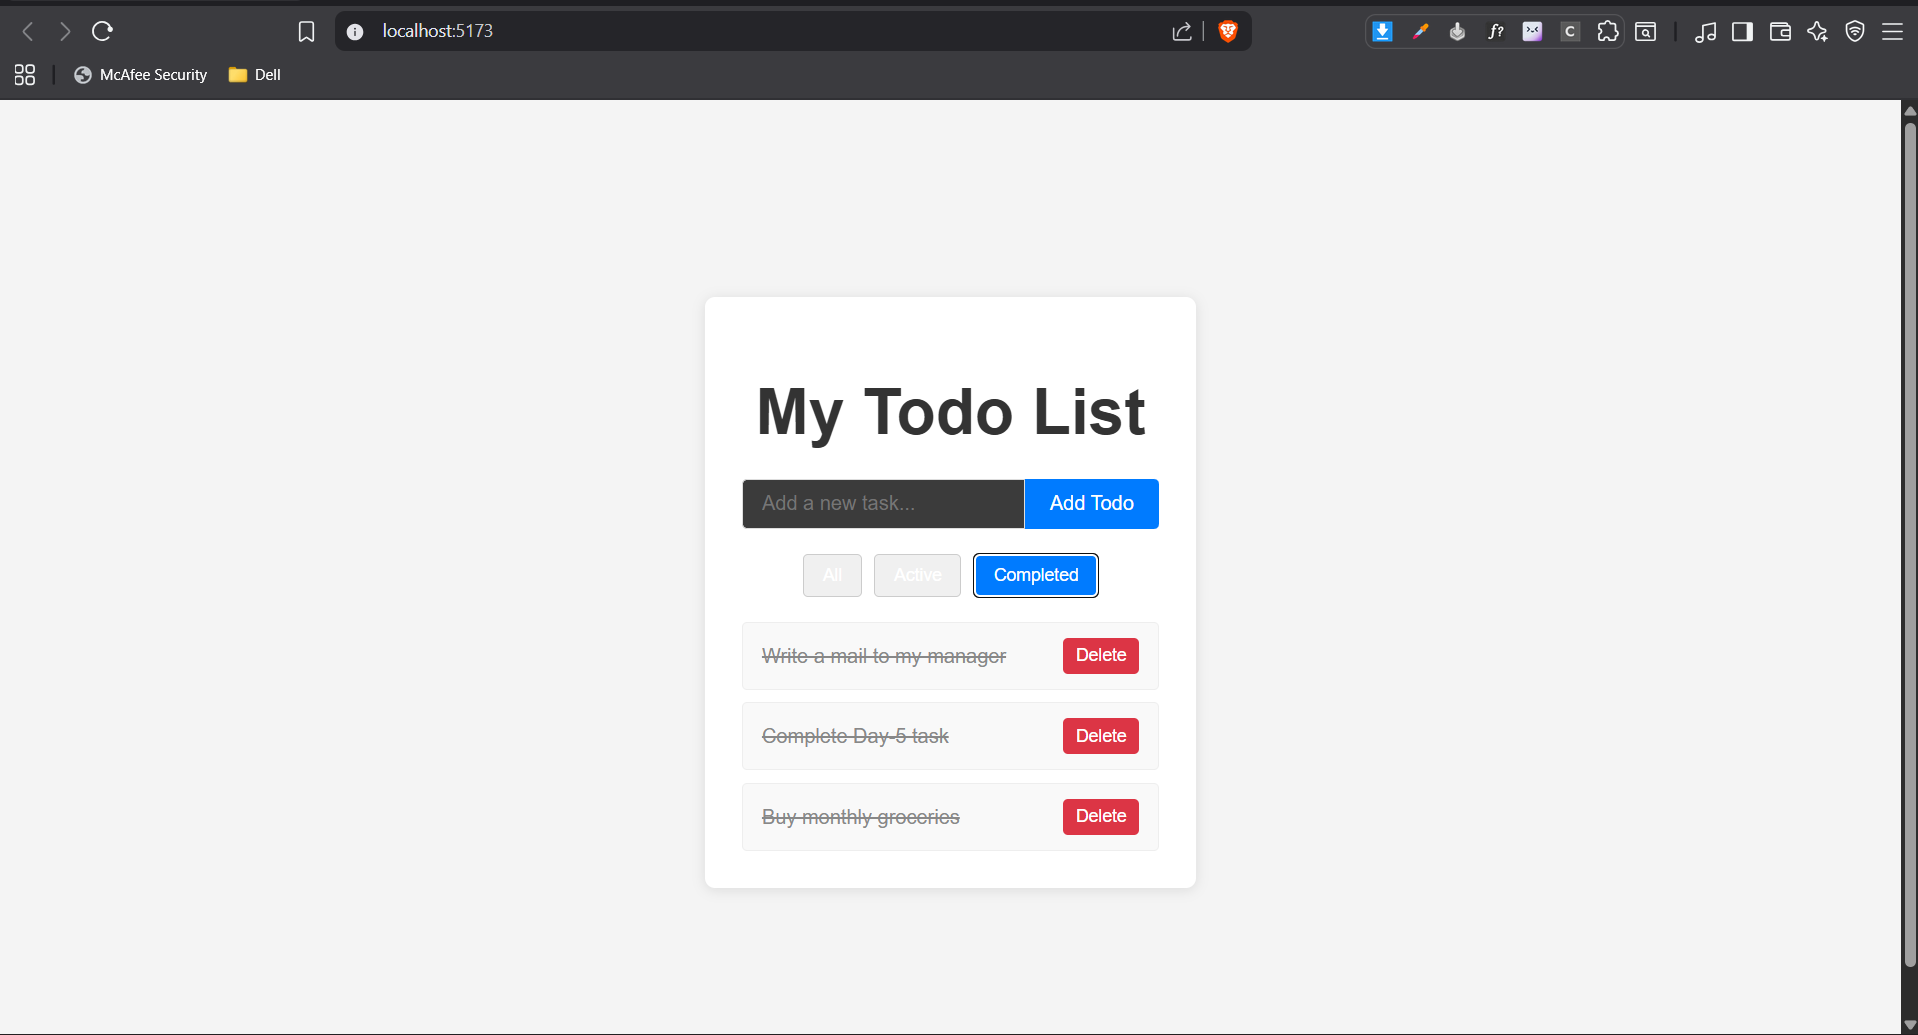 localhost:5173
McAfee Security
Dell
My Todo List
Add a new task...
Add Todo
All
Active
Completed
Write a mail to my manager
Delete
Complete Day-5 task
Delete
Buy monthly groceries
Delete